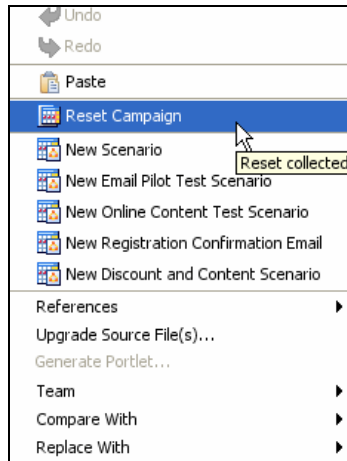 Undo
Redo
Paste
Reset Campaign
New Scenario
Reset collected
New Email Pilot Test Scenario
New Online Content Test Scenario
New Registration Confirmation Email
New Discount and Content Scenario
References
Upgrade Source File(s)...
Generate Portlet...
Team
Compare With
Replace With